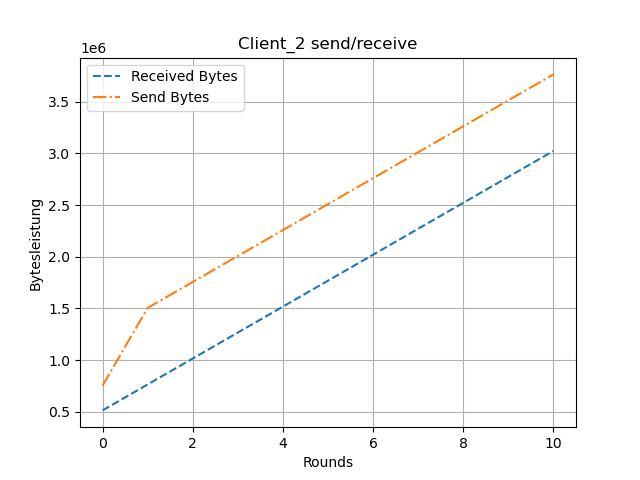 Client_2 send/receive
1e6
Received Bytes
Send Bytes
3.5
3.0
2.5
2.0
1.5
1.0
0.5
Bytesleistung
0 2 4 6 8 10
Rounds